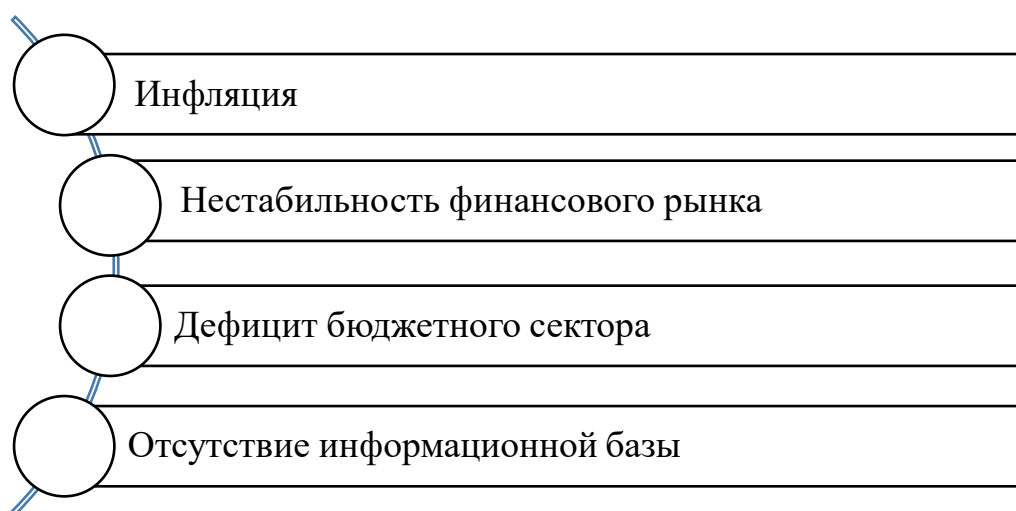 Инфляция
Нестабильность финансового рынка
Дефицит бюджетного сектора
Отсутствие информационной базы